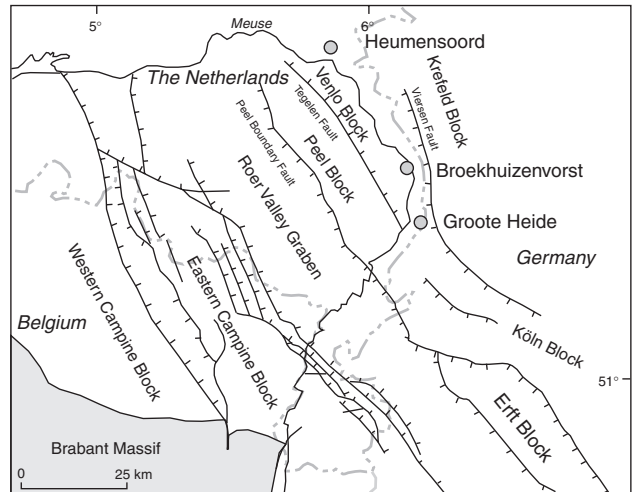 5°
Meuse
6°
Heumensoord
The Netherlands
Venlo Block
Krefeld Block
Tegelen Fault
Viersen Fault
Peel Boundary Fault
Peel Block
Broekhuizenvorst
Roer Valley Graben
Groote Heide
Germany
Western Campine Block
Eastern Campine Block
Belgium
Köln Block
51°
Erft Block
Brabant Massif
0 25 km